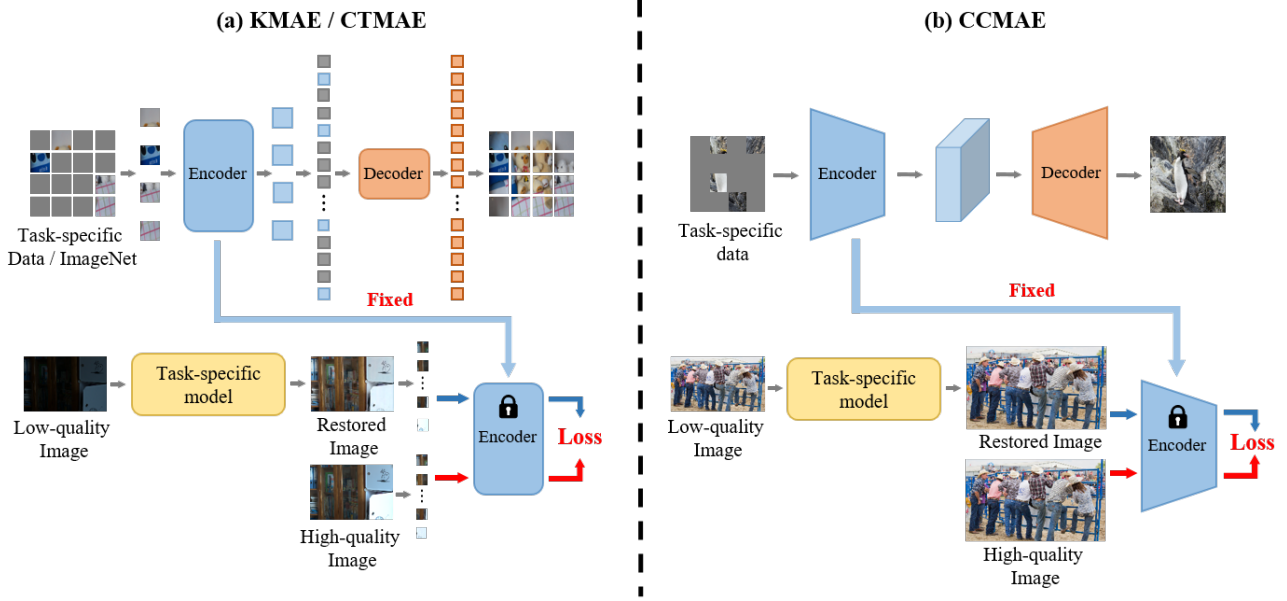 (a) KMAE / CTMAE
Encoder
Decoder
Task-specific
Data / ImageNet
Fixed
Low-quality
Image
Task-specific
model
Restored
Image
High-quality
Image
Encoder
Loss
(b) CCMAE
Encoder
Decoder
Task-specific
data
Fixed
Low-quality
Image
Task-specific
model
Restored Image
High-quality
Image
Encoder
Loss